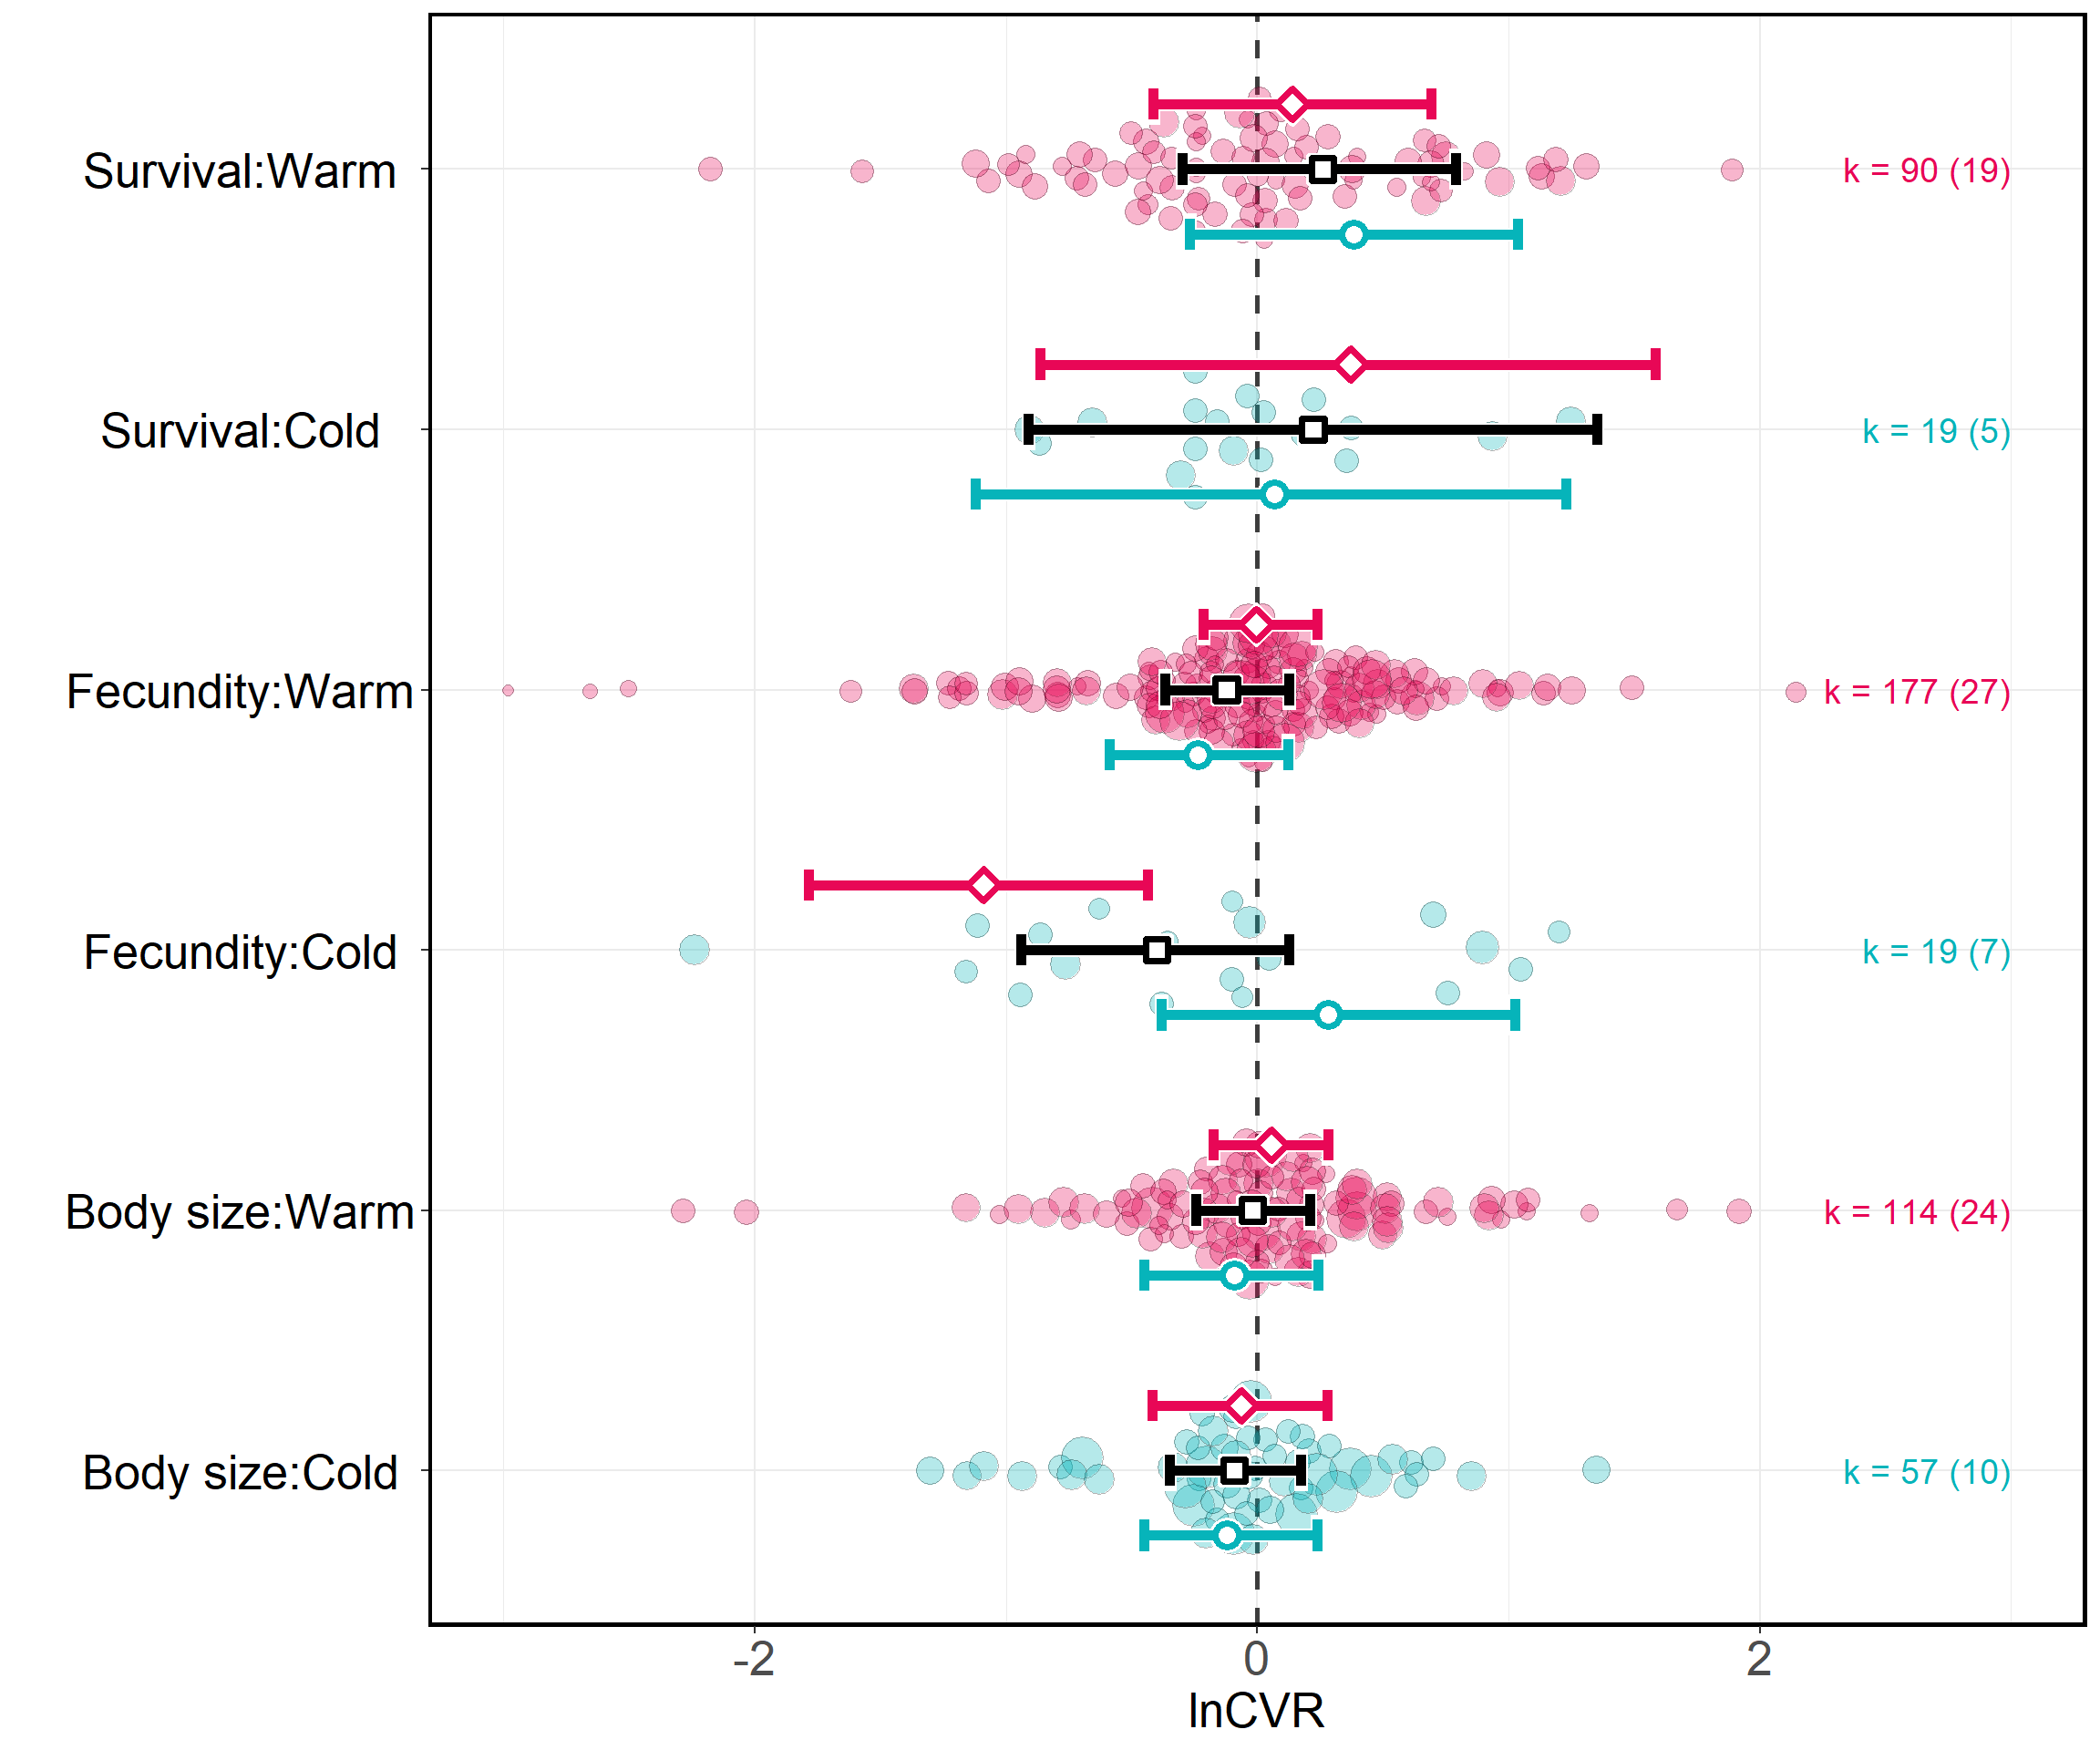 Survival:Warm
k = 90 (19)
Survival:Cold
k = 19 (5)
Fecundity:Warm
k = 177 (27)
Fecundity:Cold
k = 19 (7)
Body size:Warm
k = 114 (24)
Body size:Cold
k = 57 (10)
-2 0 2
lnCVR